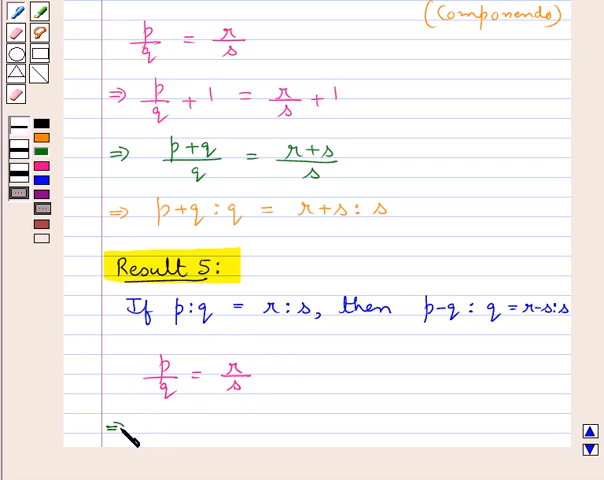 (Componendo)
p/q = r/s
⇒ p/q + 1 = r/s + 1
⇒ p+q/q = r+s/s
⇒ p+q : q = r+s : s
Result 5:
If p:q = r:s, then p-q : q = r-s:s
p/q = r/s
⇒